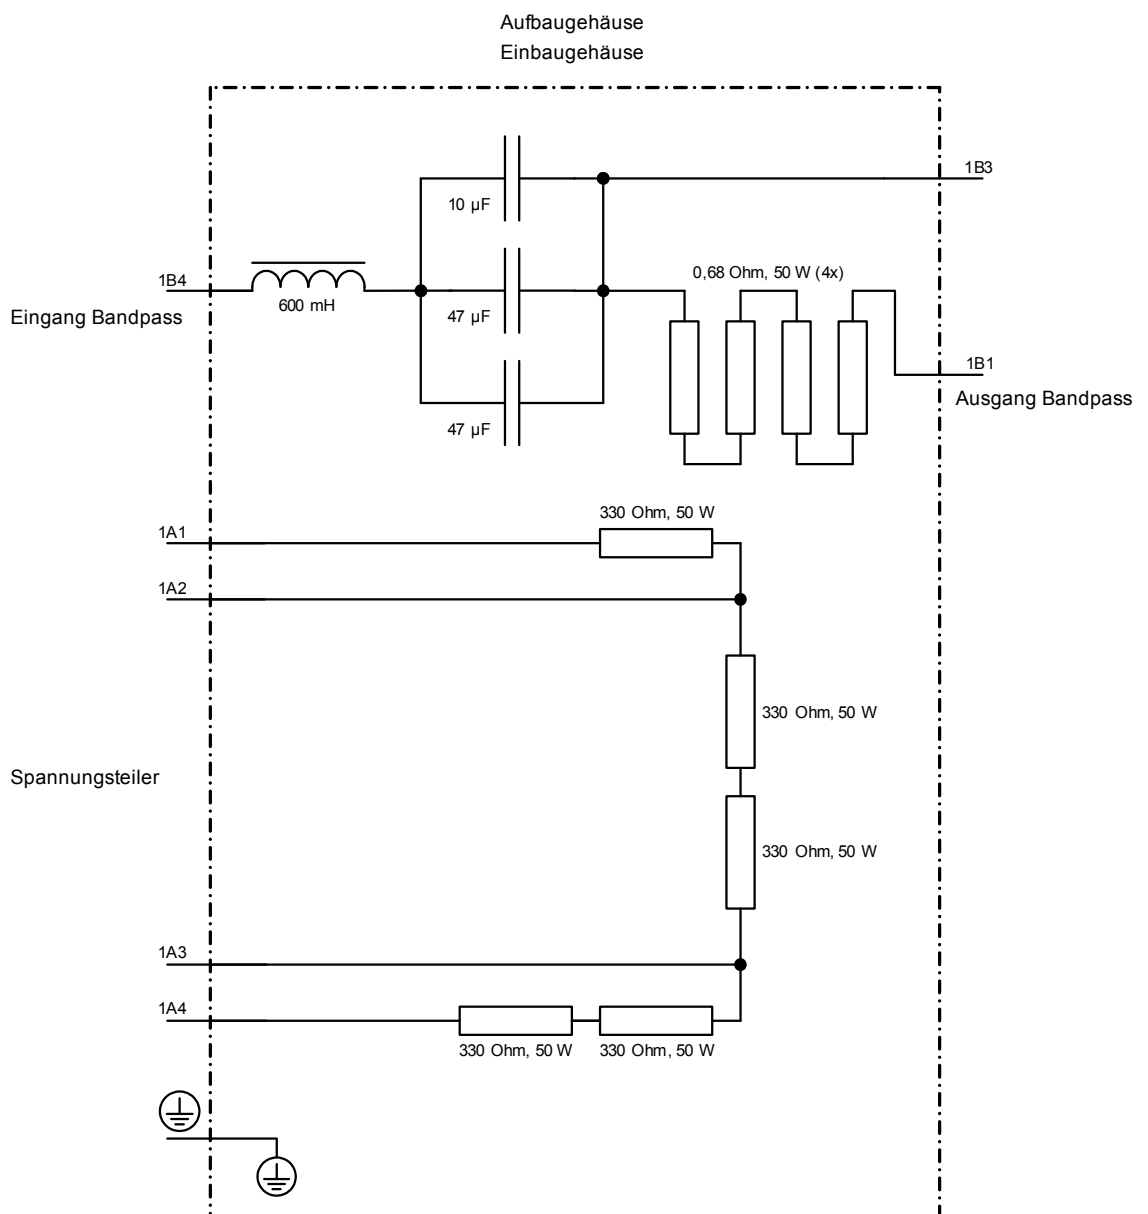 Aufbaugehäuse
Einbaugehäuse
1B3
10 µF
0,68 Ohm, 50 W (4x)
1B4
600 mH
Eingang Bandpass
47 µF
1B1
Ausgang Bandpass
47 µF
330 Ohm, 50 W
1A1
1A2
330 Ohm, 50 W
Spannungsteiler
330 Ohm, 50 W
1A3
1A4
330 Ohm, 50 W
330 Ohm, 50 W